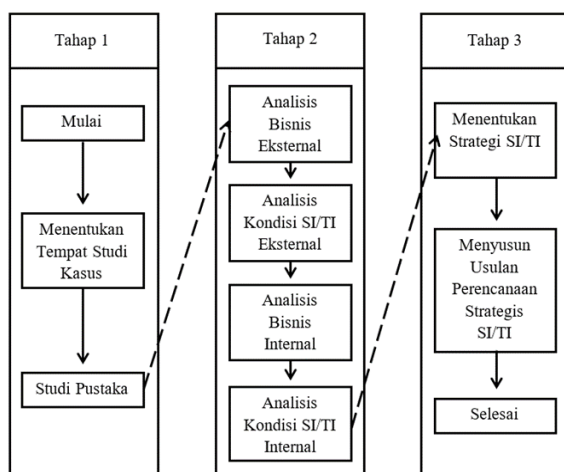 Tahap 1
Mulai
Menentukan
Tempat Studi
Kasus
Studi Pustaka
Tahap 2
Analisis
Bisnis
Eksternal
Analisis
Kondisi SI/TI
Eksternal
Analisis
Bisnis
Internal
Analisis
Kondisi SI/TI
Internal
Tahap 3
Menentukan
Strategi SI/TI
Menyusun
Usulan
Perencanaan
Strategis
SI/TI
Selesai